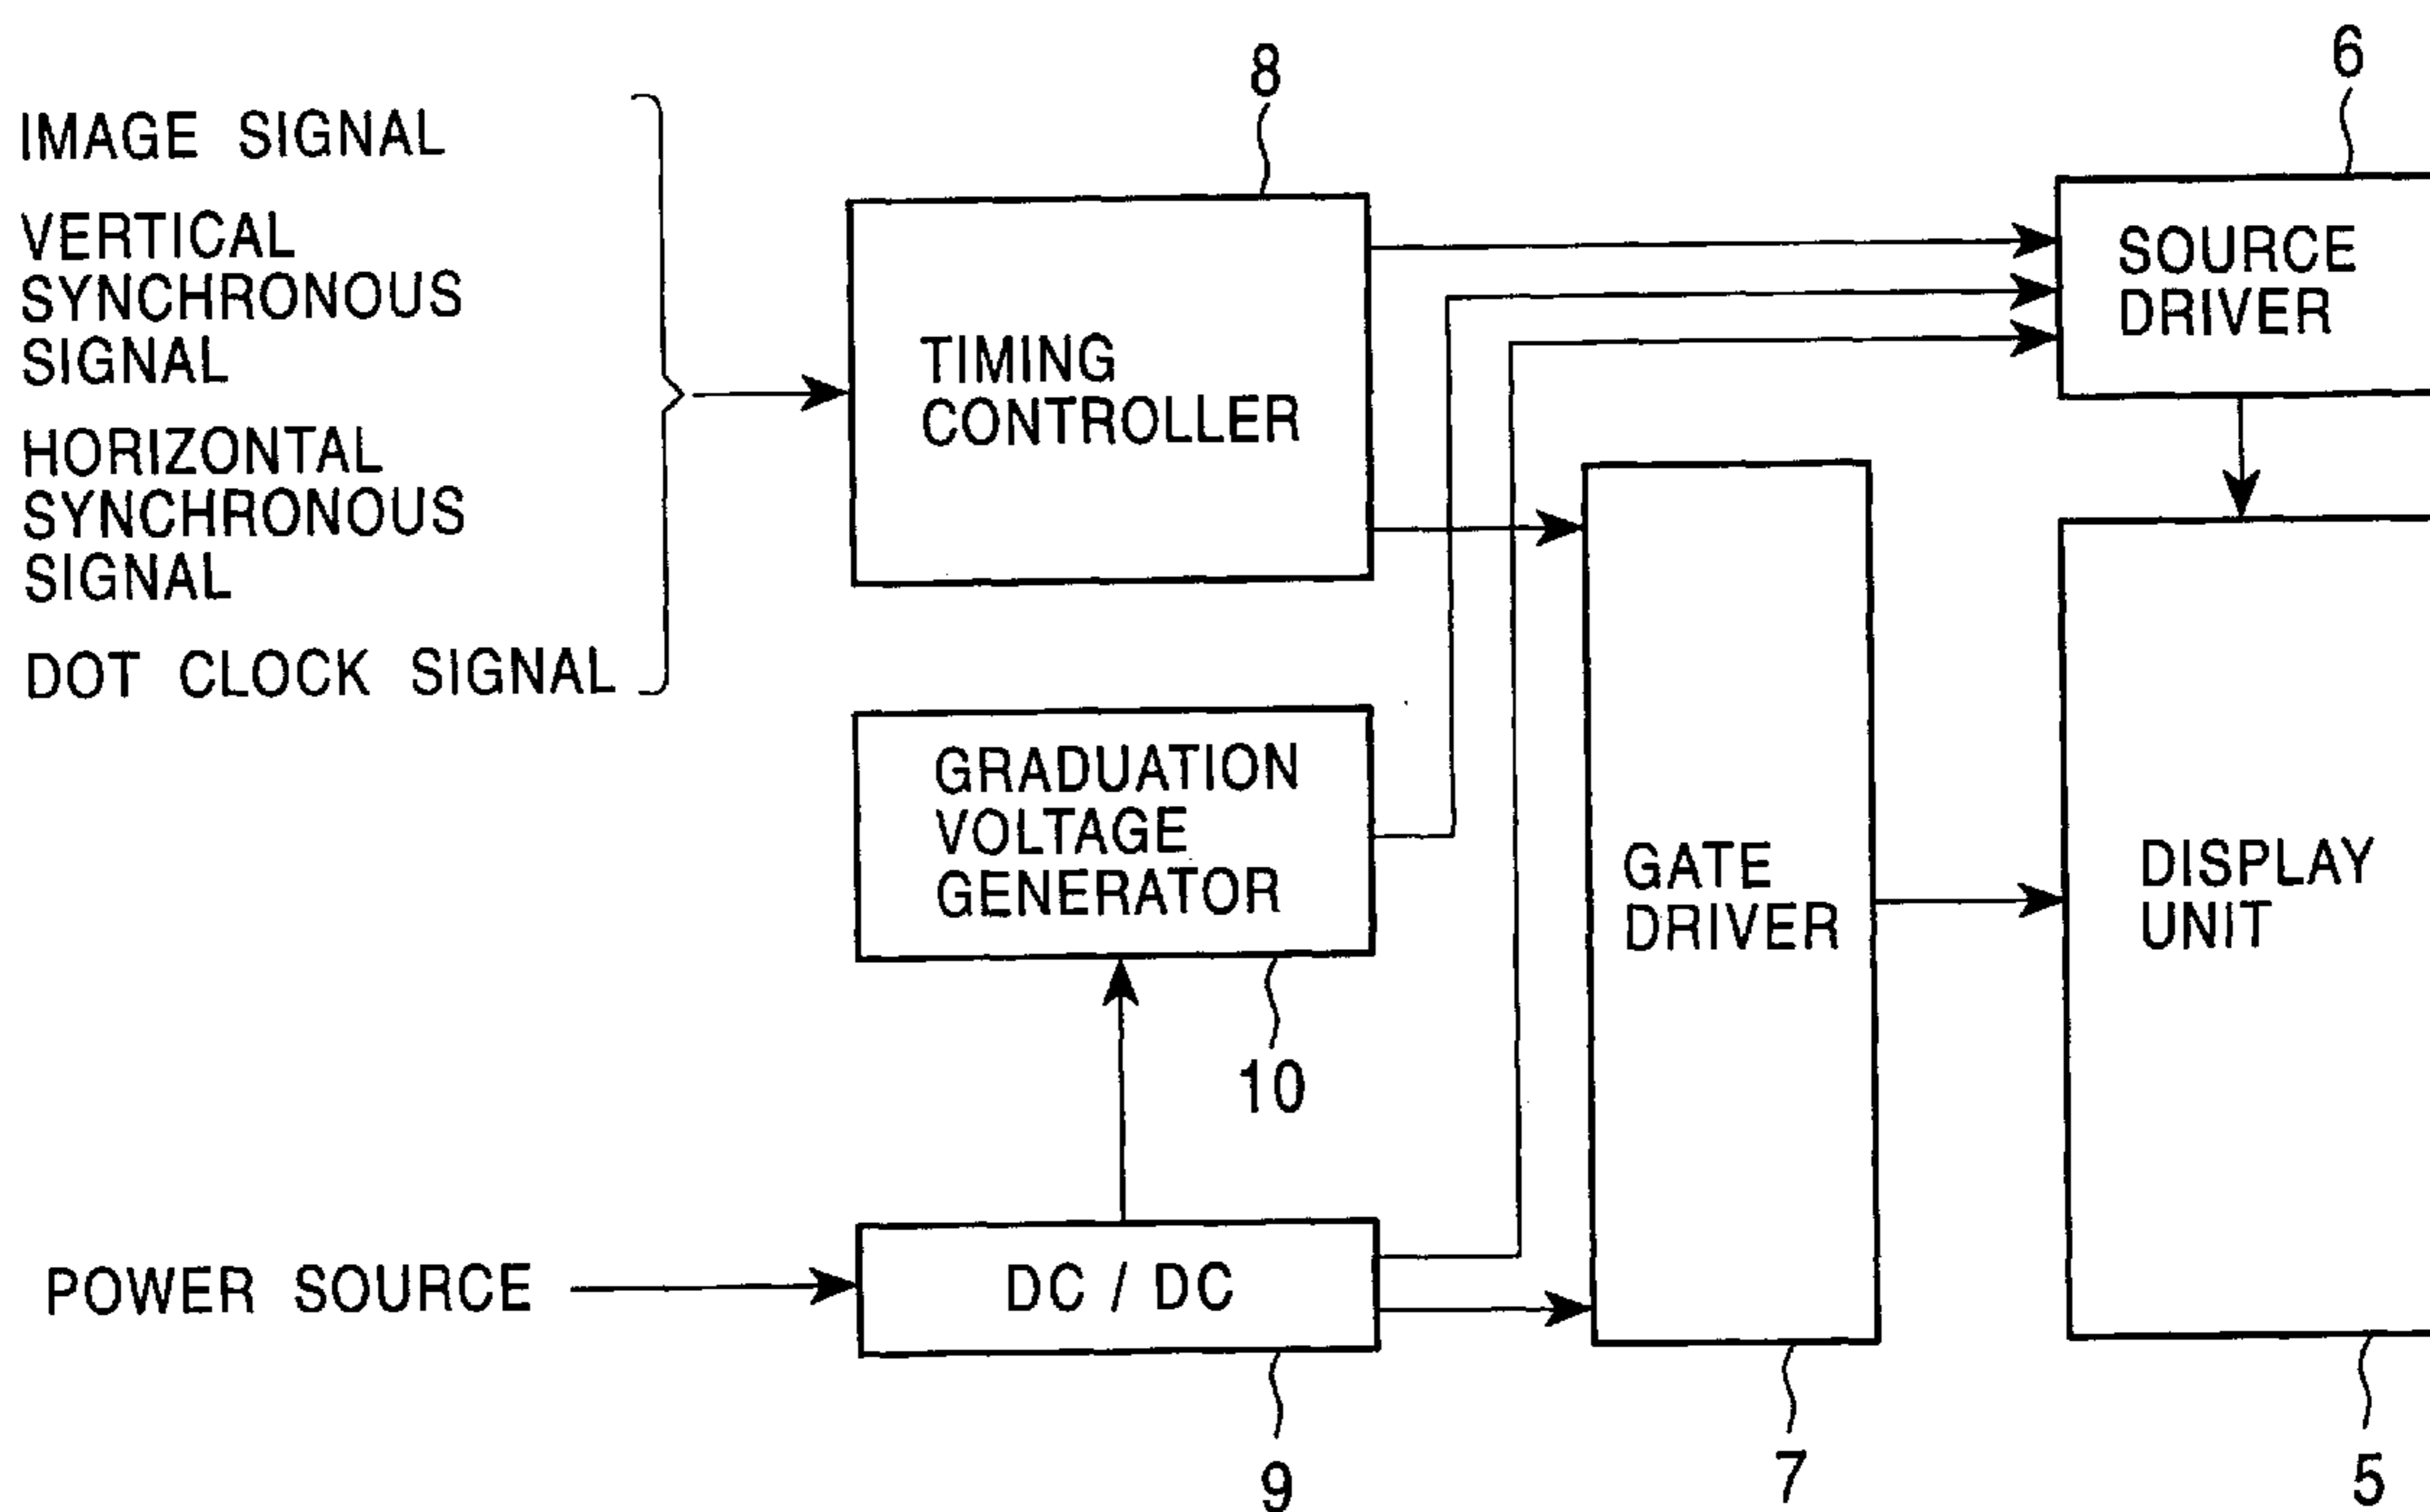 8
6
IMAGE SIGNAL
VERTICAL
SYNCHRONOUS
SIGNAL
HORIZONTAL
SYNCHRONOUS
SIGNAL
DOT CLOCK SIGNAL
TIMING
CONTROLLER
SOURCE
DRIVER
GRADUATION
VOLTAGE
GENERATOR
10
GATE
DRIVER
DISPLAY
UNIT
POWER SOURCE
DC / DC
9
7
5